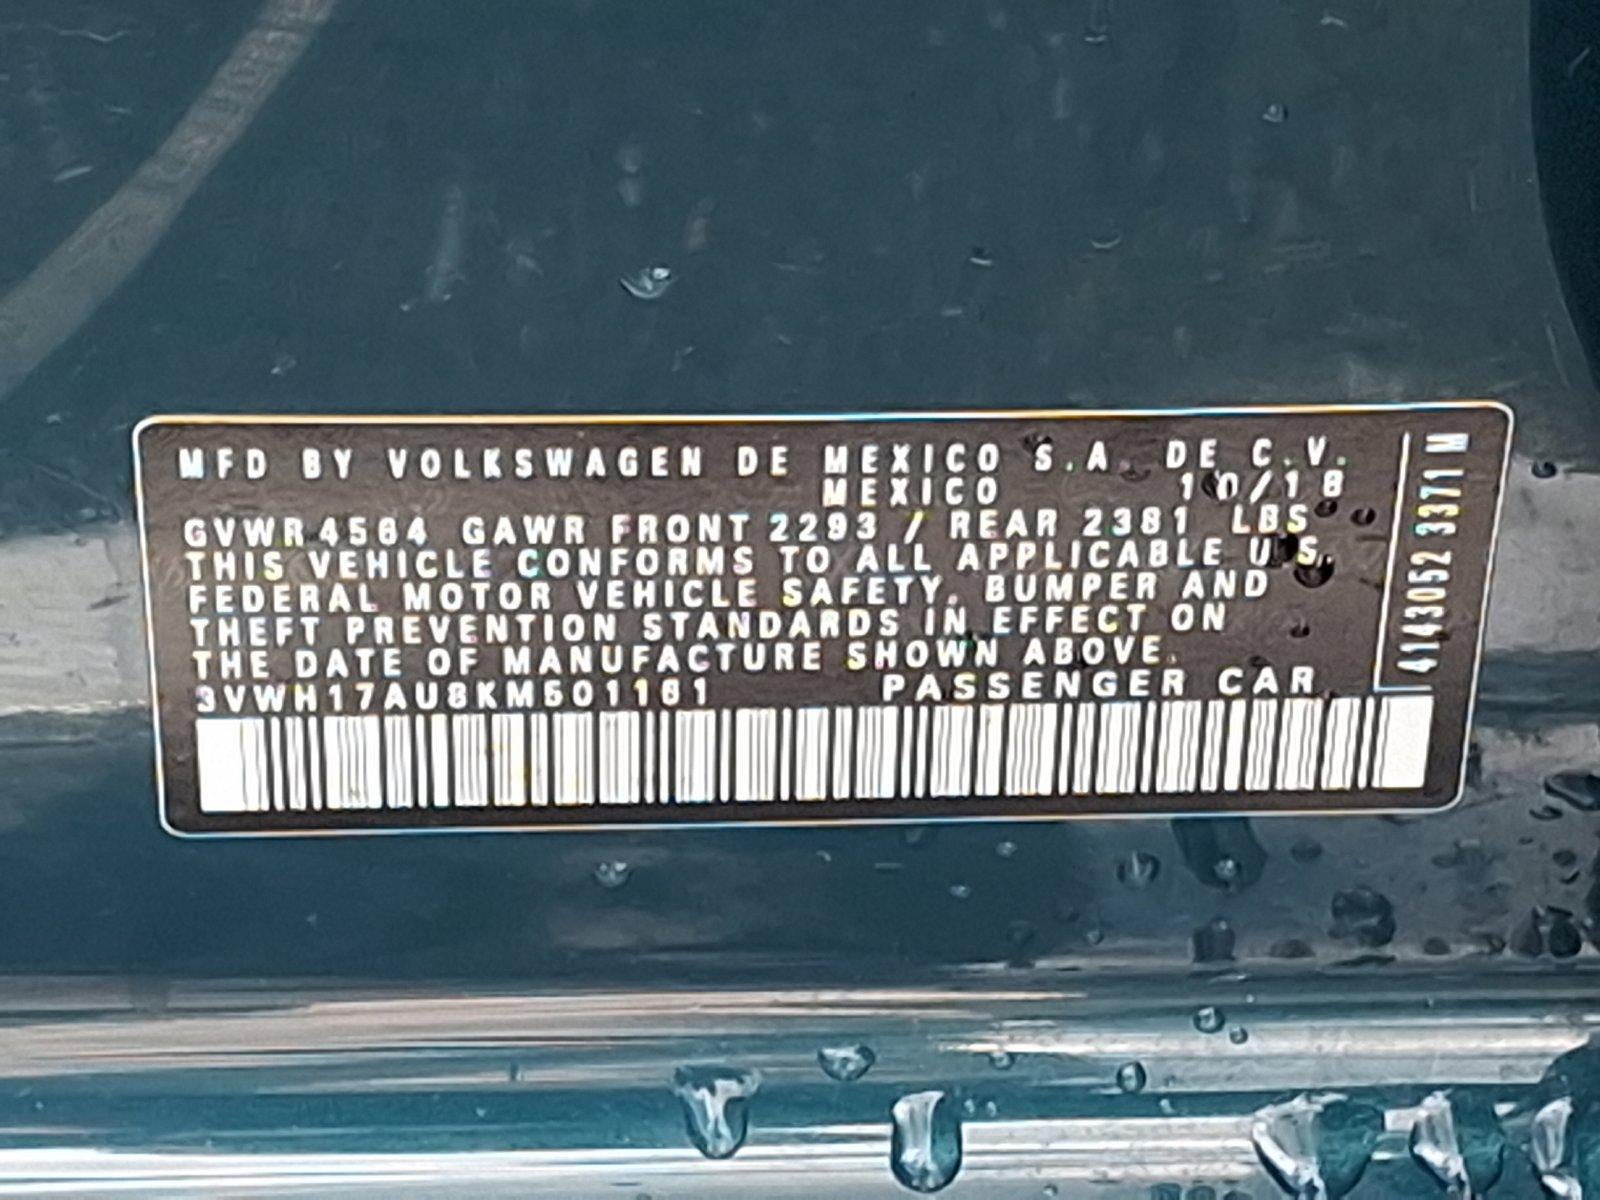 MFD BY VOLKSWAGEN DE MEXICO S.A. DE C.V.
MEXICO 10/18
GVWR 4564 GAWR FRONT 2293 / REAR 2381 LBS
THIS VEHICLE CONFORMS TO ALL APPLICABLE U.S.
FEDERAL MOTOR VEHICLE SAFETY, BUMPER AND
THEFT PREVENTION STANDARDS IN EFFECT ON
THE DATE OF MANUFACTURE SHOWN ABOVE.
3VWH17AU8KM501161 PASSENGER CAR
4143052 3371 M